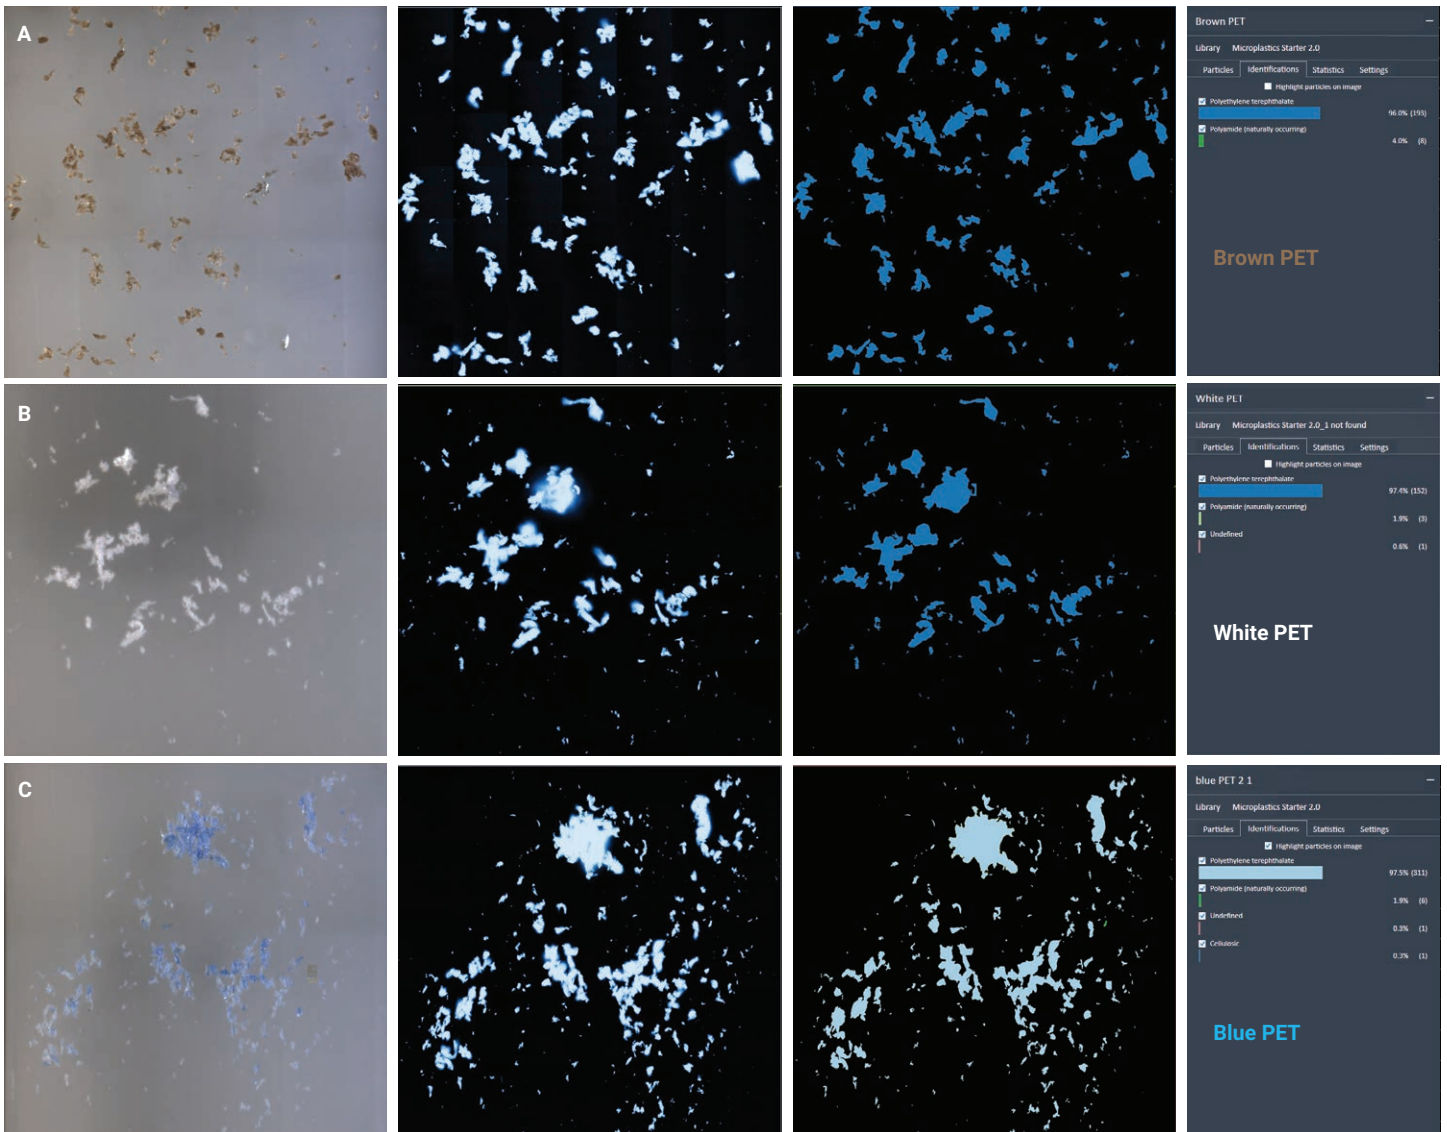 A
Brown PET
Library Microplastics Starter 2.0
Particles Identifications Statistics Settings
Highlight particles on image
Polyethylene terephthalate
96.0% (193)
Polyamide (naturally occurring)
4.0% (8)
Brown PET
B
White PET
Library Microplastics Starter 2.0_1 not found
Particles Identifications Statistics Settings
Highlight particles on image
Polyethylene terephthalate
97.4% (152)
Polyamide (naturally occurring)
1.9% (3)
Undefined
0.6% (1)
White PET
C
blue PET 2 1
Library Microplastics Starter 2.0
Particles Identifications Statistics Settings
Highlight particles on image
Polyethylene terephthalate
97.5% (311)
Polyamide (naturally occurring)
1.9% (6)
Undefined
0.3% (1)
Cellulosic
0.3% (1)
Blue PET